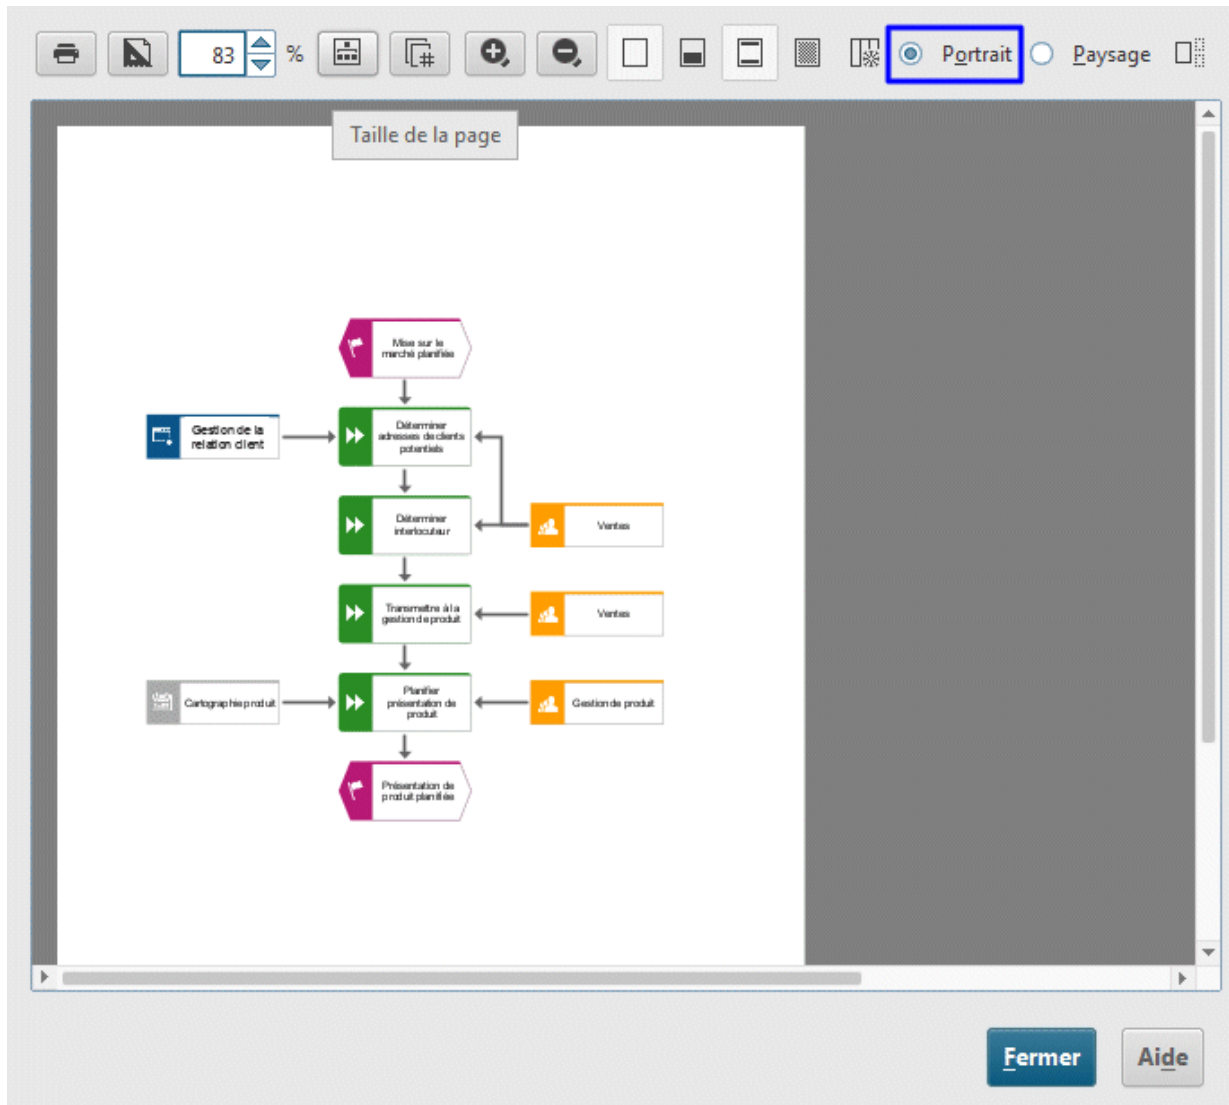 83 % # Portrait Paysage
Taille de la page
Mise sur le
marché planifiée
Gestion de la
relation client
Déterminer
adresses de clients
potentiels
Déterminer
interlocuteur
Ventes
Transmettre à la
gestion de produit
Ventes
Cartographie produit
Planifier
présentation de
produit
Gestion de produit
Présentation de
produit planifiée
Fermer Aide